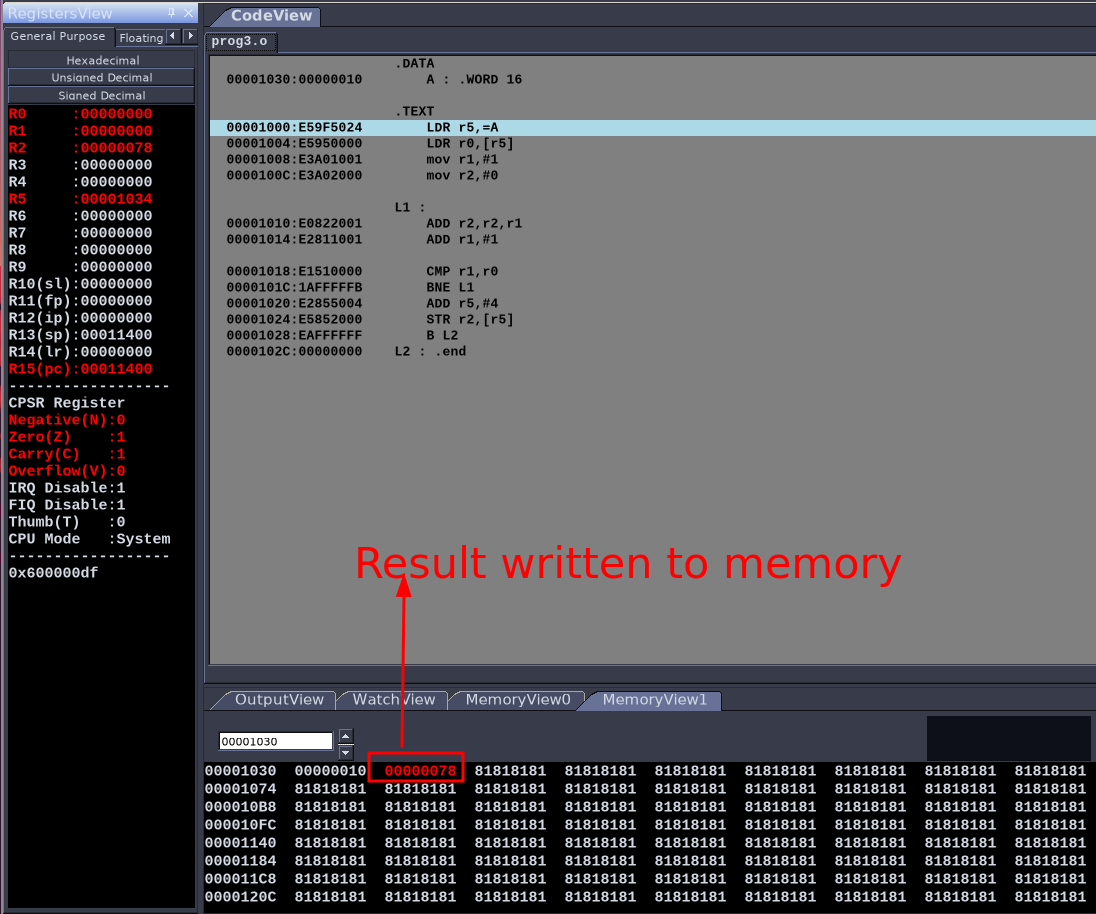 RegistersView
General Purpose Floating
Hexadecimal
Unsigned Decimal
Signed Decimal
R0 :00000000
R1 :00000000
R2 :00000078
R3 :00000000
R4 :00000000
R5 :00001034
R6 :00000000
R7 :00000000
R8 :00000000
R9 :00000000
R10(sl):00000000
R11(fp):00000000
R12(ip):00000000
R13(sp):00011400
R14(lr):00000000
R15(pc):00011400
-------------------
CPSR Register
Negative(N):0
Zero(Z) :1
Carry(C) :1
Overflow(V):0
IRQ Disable:1
FIQ Disable:1
Thumb(T) :0
CPU Mode :System
-------------------
0x600000df
CodeView
prog3.o
.DATA
00001030:00000010 A : .WORD 16
.TEXT
00001000:E59F5024 LDR r5,=A
00001004:E5950000 LDR r0,[r5]
00001008:E3A01001 mov r1,#1
0000100C:E3A02000 mov r2,#0
L1 :
00001010:E0822001 ADD r2,r2,r1
00001014:E2811001 ADD r1,#1
00001018:E1510000 CMP r1,r0
0000101C:1AFFFFFB BNE L1
00001020:E2855004 ADD r5,#4
00001024:E5852000 STR r2,[r5]
00001028:EAFFFFFF B L2
0000102C:00000000 L2 : .end
Result written to memory
OutputView WatchView MemoryView0 MemoryView1
00001030
00001030 00000010 00000078 81818181 81818181 81818181 81818181 81818181 81818181
00001074 81818181 81818181 81818181 81818181 81818181 81818181 81818181 81818181
000010B8 81818181 81818181 81818181 81818181 81818181 81818181 81818181 81818181
000010FC 81818181 81818181 81818181 81818181 81818181 81818181 81818181 81818181
00001140 81818181 81818181 81818181 81818181 81818181 81818181 81818181 81818181
00001184 81818181 81818181 81818181 81818181 81818181 81818181 81818181 81818181
000011C8 81818181 81818181 81818181 81818181 81818181 81818181 81818181 81818181
0000120C 81818181 81818181 81818181 81818181 81818181 81818181 81818181 81818181